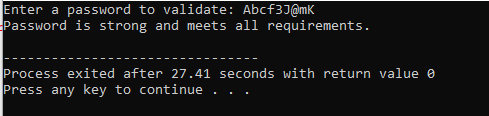 Enter a password to validate: Abcf3J@mK
Password is strong and meets all requirements.
--------------------------------
Process exited after 27.41 seconds with return value 0
Press any key to continue . . .